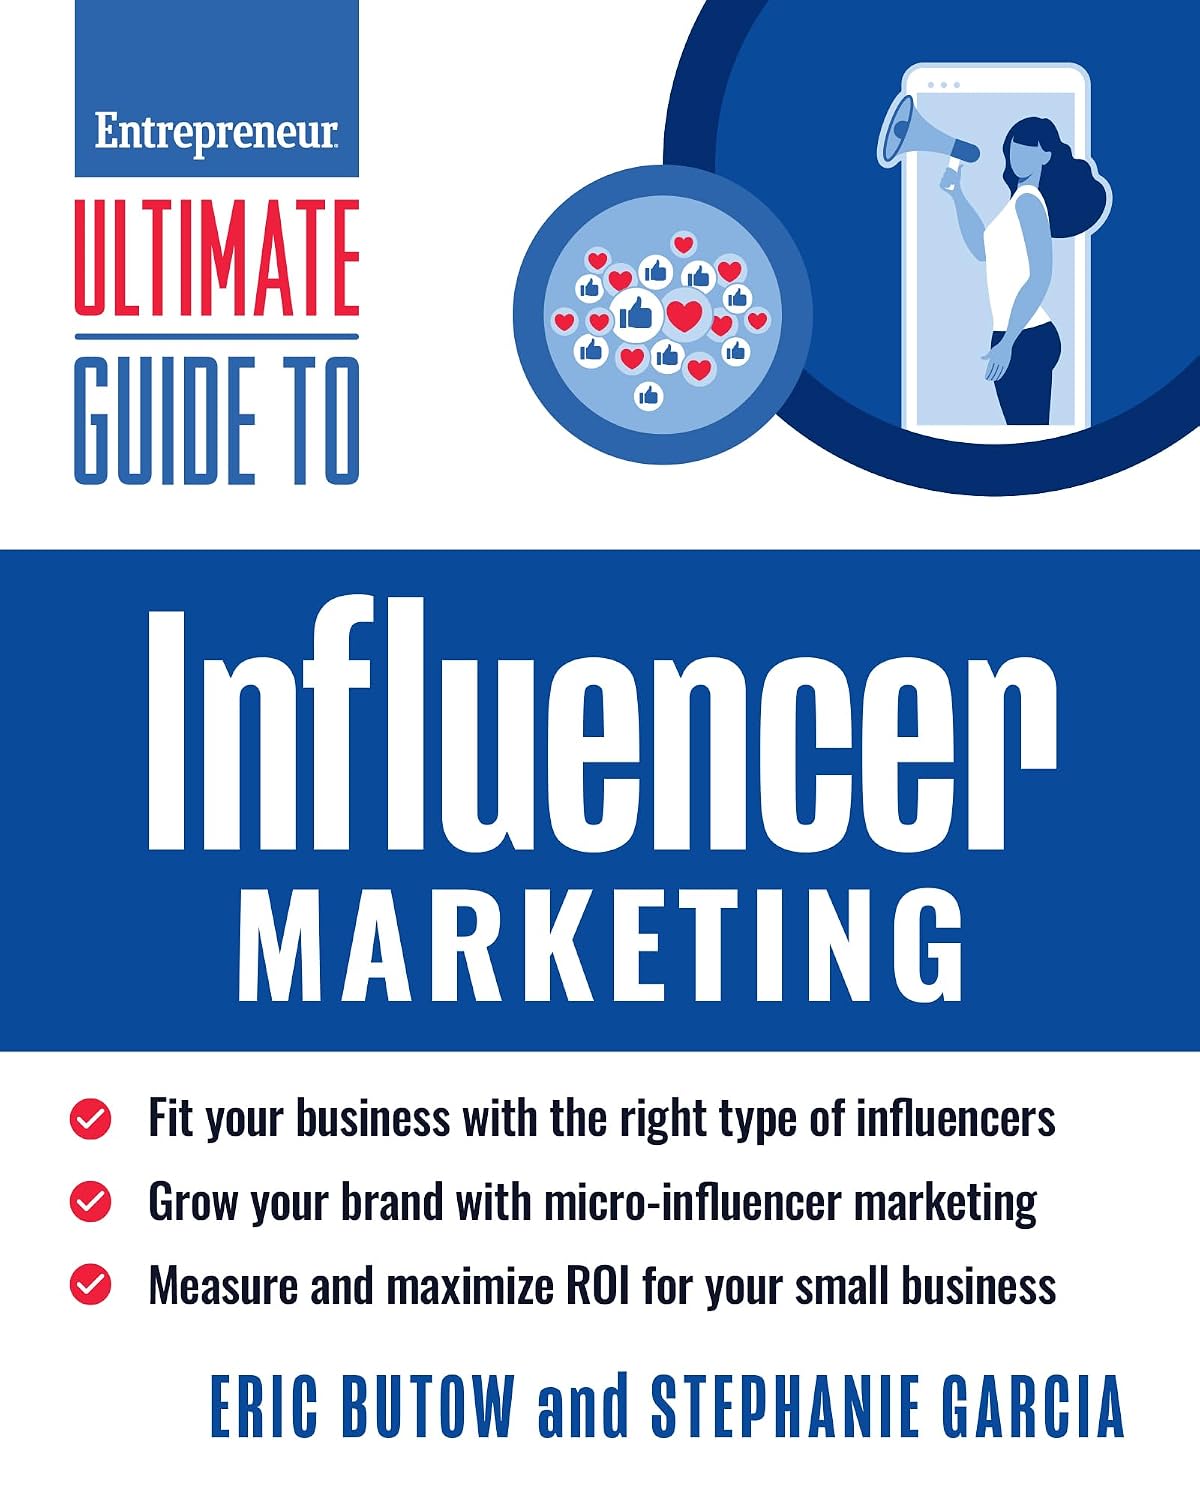 Entrepreneur
ULTIMATE
GUIDE TO
Influencer
MARKETING
Fit your business with the right type of influencers
Grow your brand with micro-influencer marketing
Measure and maximize ROI for your small business
ERIC BUTOW and STEPHANIE GARCIA